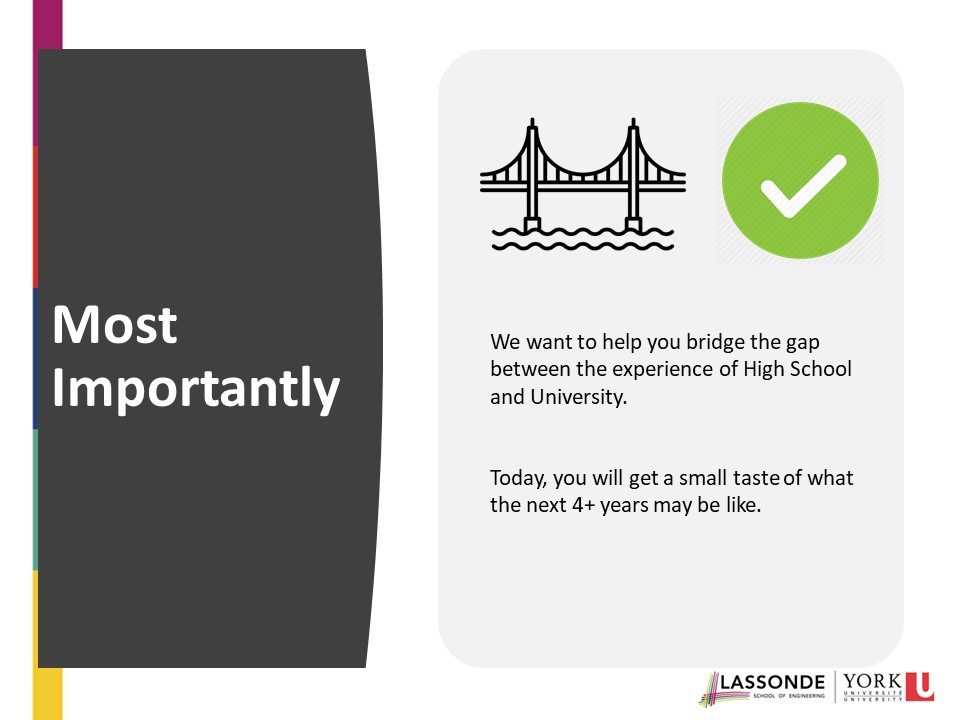 Most
Importantly
We want to help you bridge the gap
between the experience of High School
and University.
Today, you will get a small taste of what
the next 4+ years may be like.
LASSONDE
SCHOOL OF ENGINEERING
YORK
UNIVERSITÉ
UNIVERSITY
U